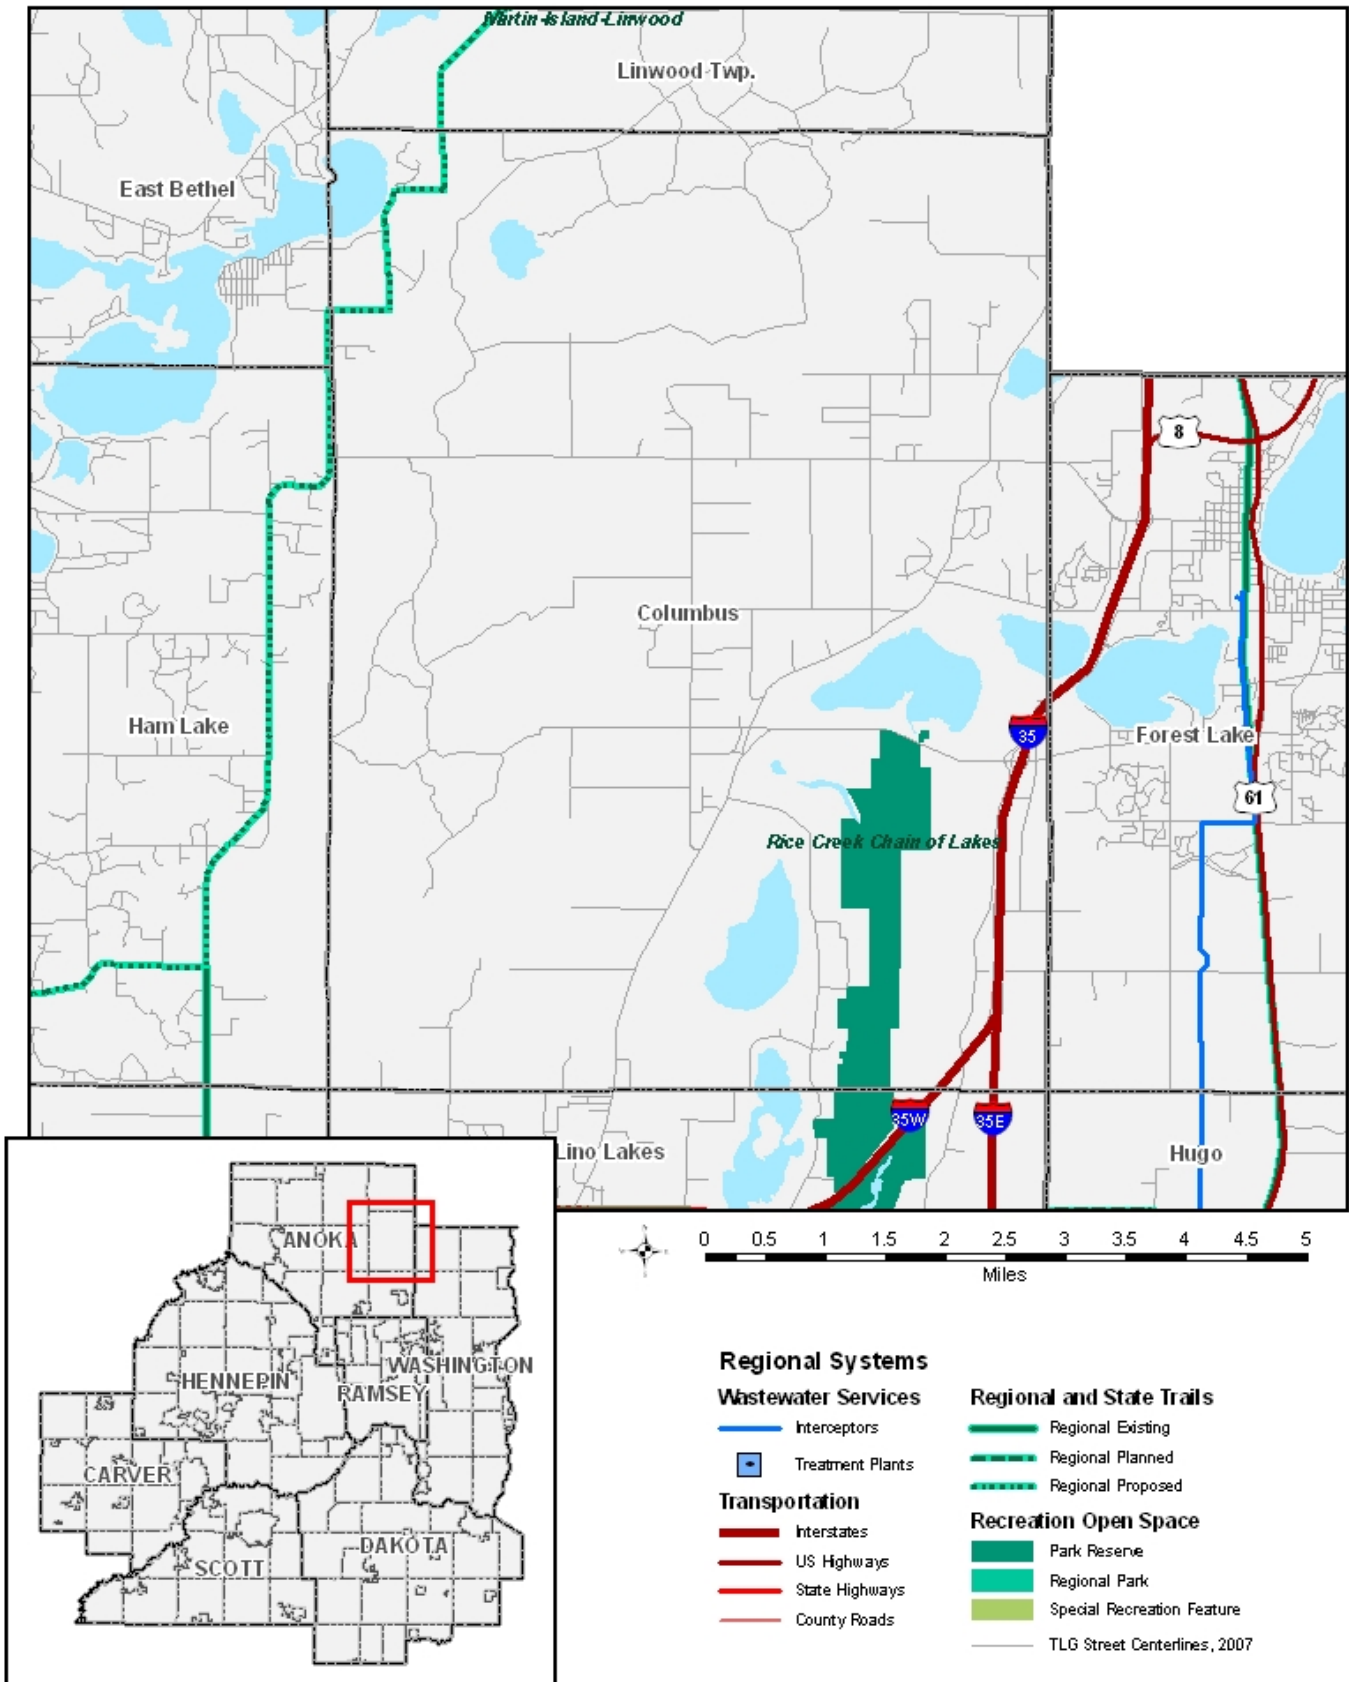 Martin-Island-Linwood
Linwood Twp.
East Bethel
8
Columbus
Ham Lake
35
Forest Lake
61
Rice Creek Chain of Lakes
35W
35E
Lino Lakes
Hugo
ANOKA
HENNEPIN
WASHINGTON
RAMSEY
CARVER
SCOTT
DAKOTA
0 0.5 1 1.5 2 2.5 3 3.5 4 4.5 5
Miles
Regional Systems
Wastewater Services
Interceptors
Treatment Plants
Transportation
Interstates
US Highways
State Highways
County Roads
Regional and State Trails
Regional Existing
Regional Planned
Regional Proposed
Recreation Open Space
Park Reserve
Regional Park
Special Recreation Feature
TLG Street Centerlines, 2007